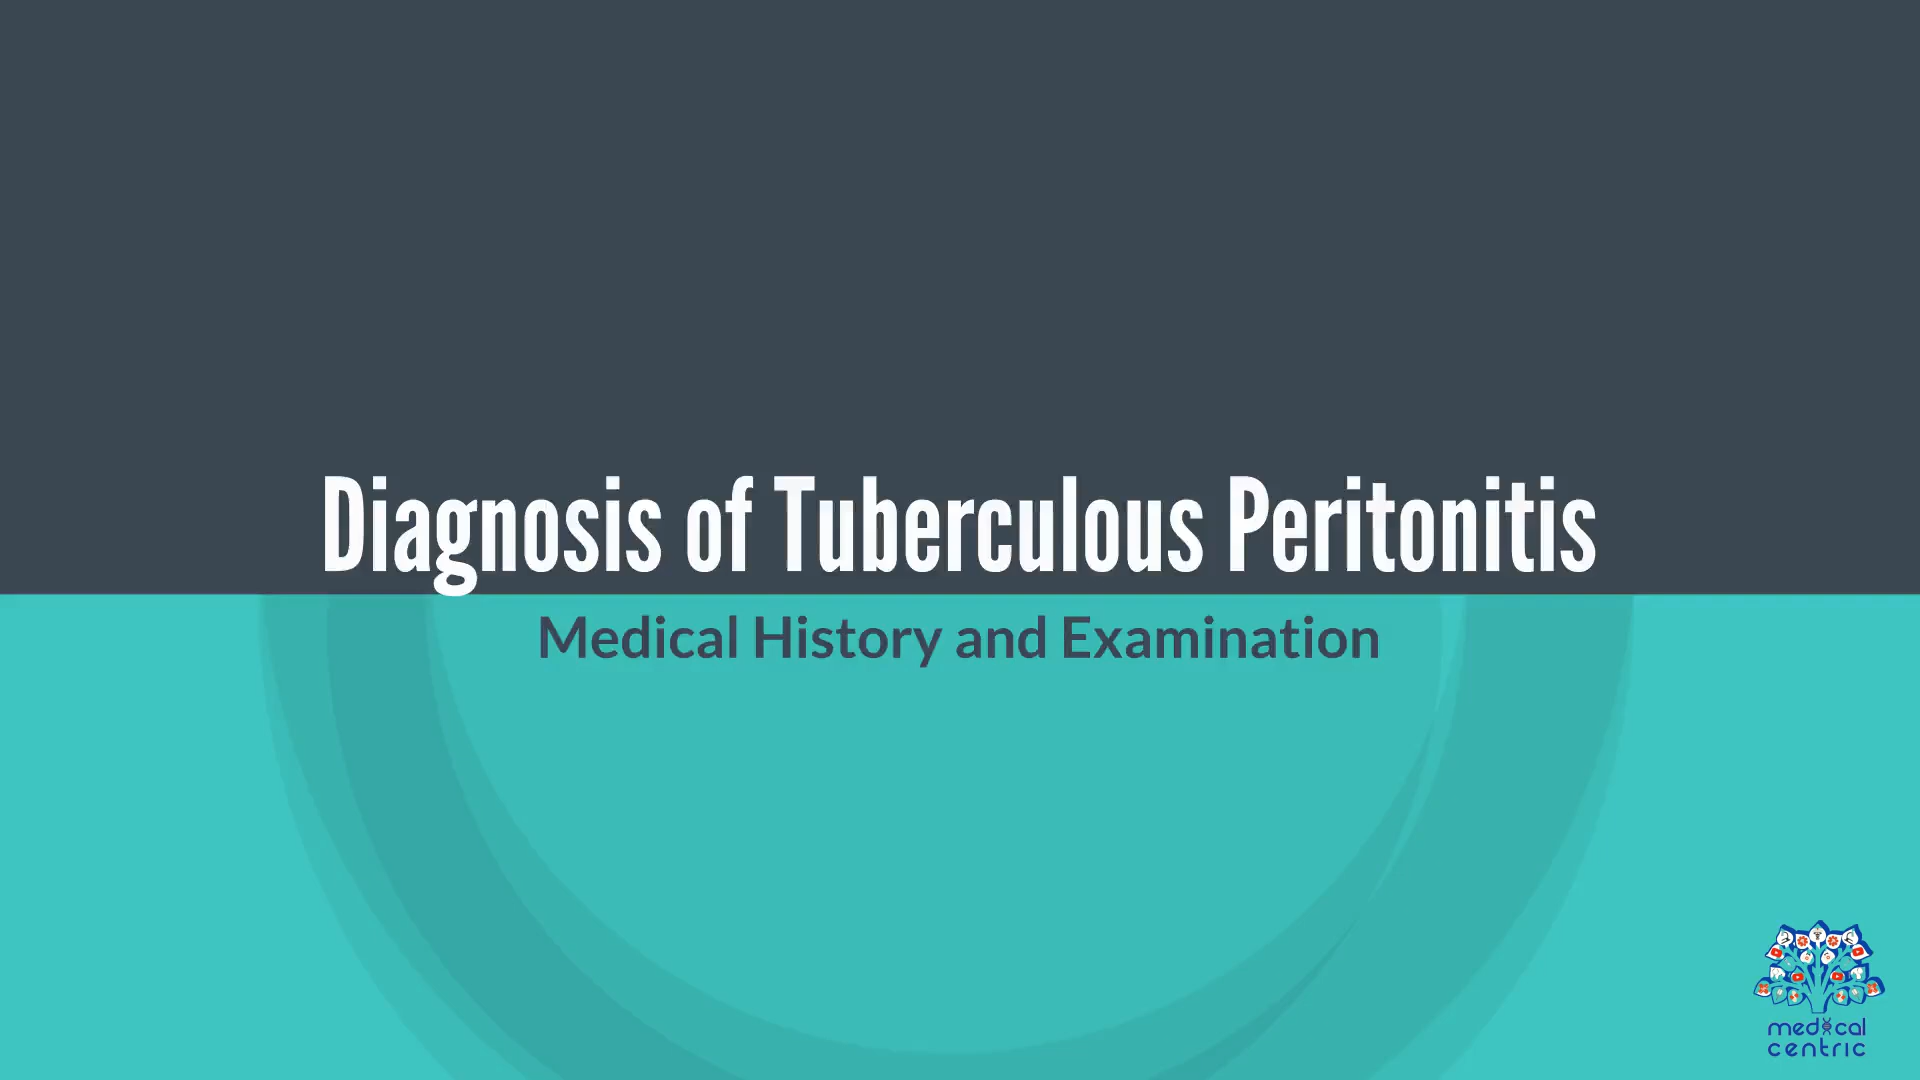 Diagnosis of Tuberculous Peritonitis
Medical History and Examination
medical
centric